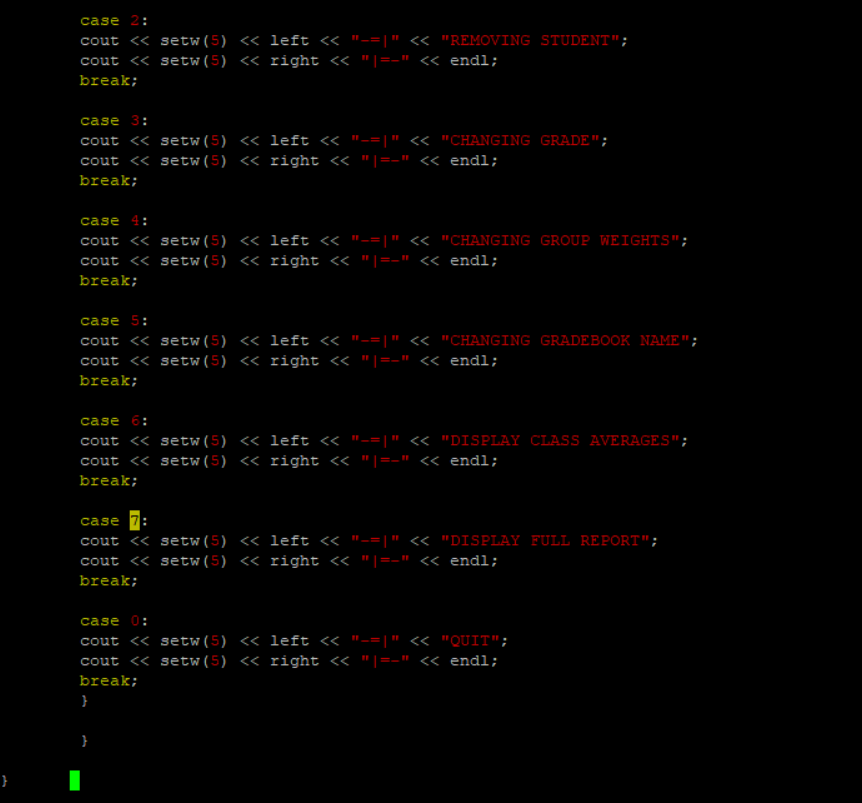 case 2:
cout << setw(5) << left << "-=|" << "REMOVING STUDENT";
cout << setw(5) << right << "|=-" << endl;
break;
case 3:
cout << setw(5) << left << "-=|" << "CHANGING GRADE";
cout << setw(5) << right << "|=-" << endl;
break;
case 4:
cout << setw(5) << left << "-=|" << "CHANGING GROUP WEIGHTS";
cout << setw(5) << right << "|=-" << endl;
break;
case 5:
cout << setw(5) << left << "-=|" << "CHANGING GRADEBOOK NAME";
cout << setw(5) << right << "|=-" << endl;
break;
case 6:
cout << setw(5) << left << "-=|" << "DISPLAY CLASS AVERAGES";
cout << setw(5) << right << "|=-" << endl;
break;
case 7:
cout << setw(5) << left << "-=|" << "DISPLAY FULL REPORT";
cout << setw(5) << right << "|=-" << endl;
break;
case 0:
cout << setw(5) << left << "-=|" << "QUIT";
cout << setw(5) << right << "|=-" << endl;
break;
}
}
}